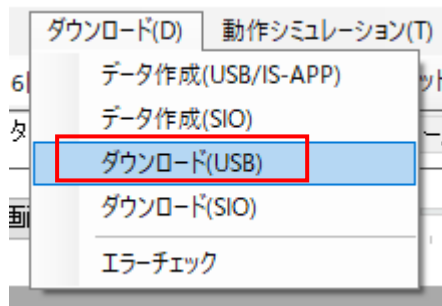 ダウンロード(D) 動作シミュレーション(T)
データ作成(USB/IS-APP)
データ作成(SIO)
ダウンロード(USB)
ダウンロード(SIO)
エラーチェック